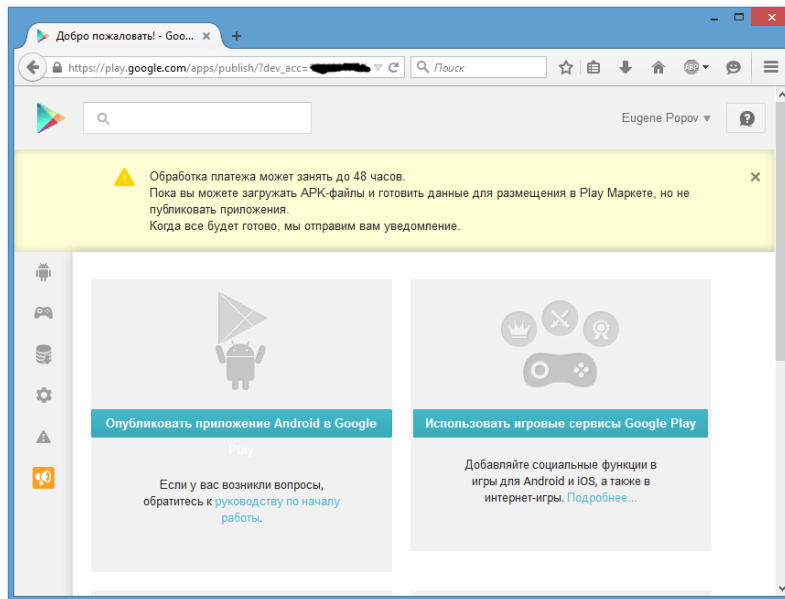 Добро пожаловать! - Goo...
https://play.google.com/apps/publish/?dev_acc=
Поиск
ABP
Eugene Popov
Обработка платежа может занять до 48 часов.
Пока вы можете загружать APK-файлы и готовить данные для размещения в Play Маркете, но не
публиковать приложения.
Когда все будет готово, мы отправим вам уведомление.
Опубликовать приложение Android в Google
Play
Если у вас возникли вопросы,
обратитесь к руководству по началу
работы.
Использовать игровые сервисы Google Play
Добавляйте социальные функции в
игры для Android и iOS, а также в
интернет-игры. Подробнее...